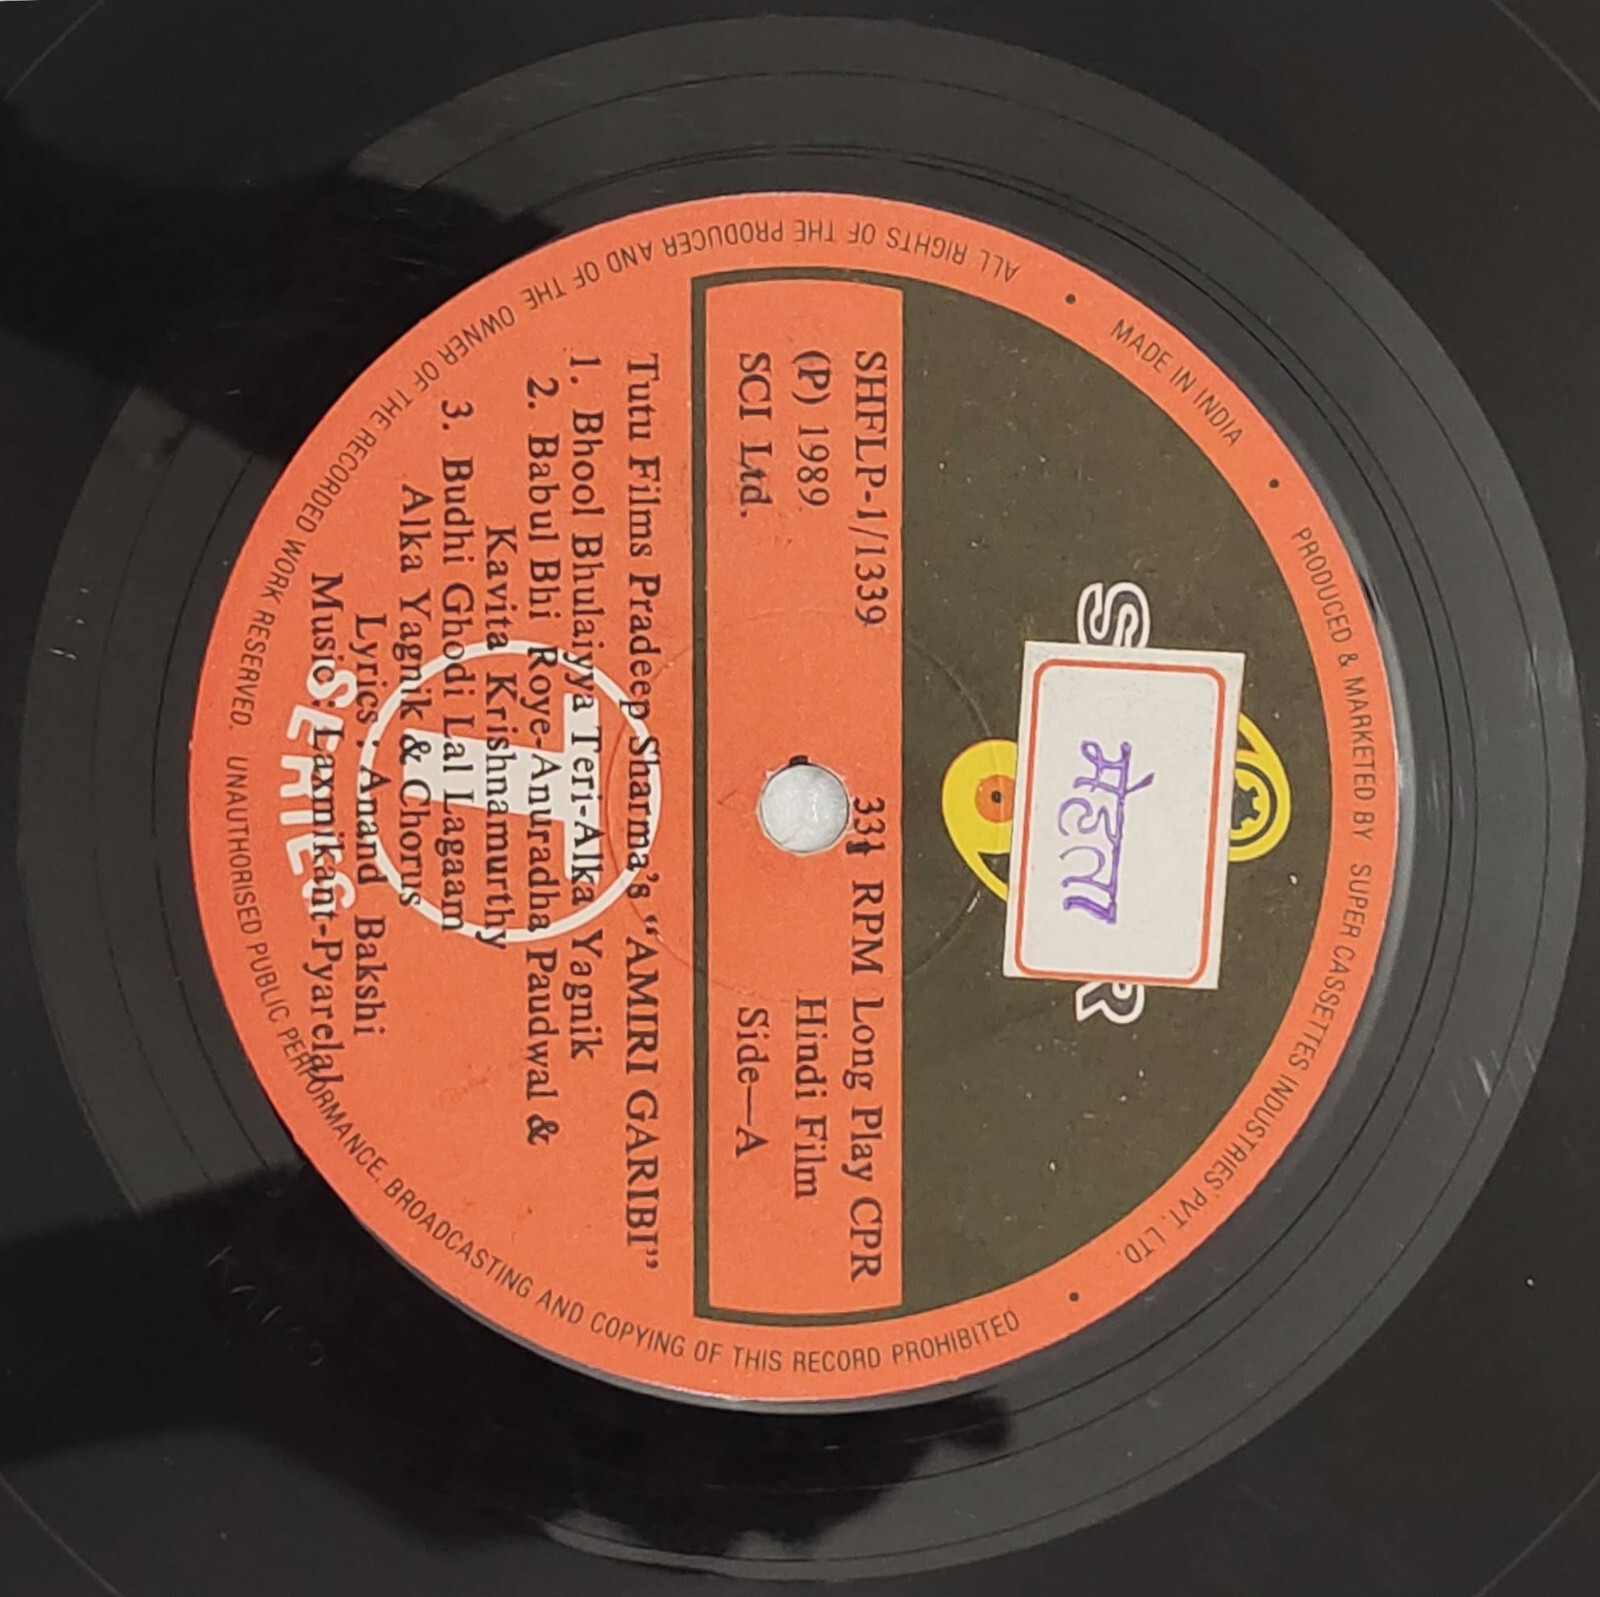 PRODUCED & MARKETED BY SUPER CASSETTES INDUSTRIES PVT. LTD.
MADE IN INDIA
मेहता
SHFLP-1/1339
331 RPM Long Play CPR
(P) 1989
Hindi Film
SCI Ltd.
Side—A
Tutu Films Pradeep Sharma's "AMIRI GARIBI"
1. Bhool Bhulaiyya Teri-Alka Yagnik
2. Babul Bhi Roye-Anuradha Paudwal &
Kavita Krishnamurthy
3. Budhi Ghodi Lal Lagaam
Alka Yagnik & Chorus
Lyrics : Anand Bakshi
Music : Laxmikant-Pyarelal
T
SERIES
ALL RIGHTS OF THE PRODUCER AND OF THE OWNER OF THE RECORDED WORK RESERVED. UNAUTHORISED PUBLIC PERFORMANCE, BROADCASTING AND COPYING OF THIS RECORD PROHIBITED